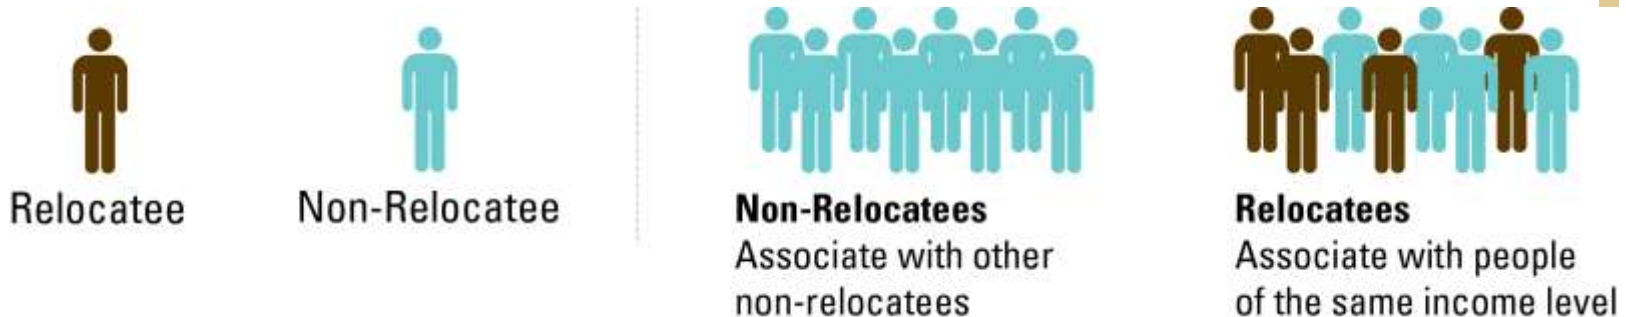 Relocatee
Non-Relocatee
Non-Relocatees
Associate with other
non-relocatees
Relocatees
Associate with people
of the same income level